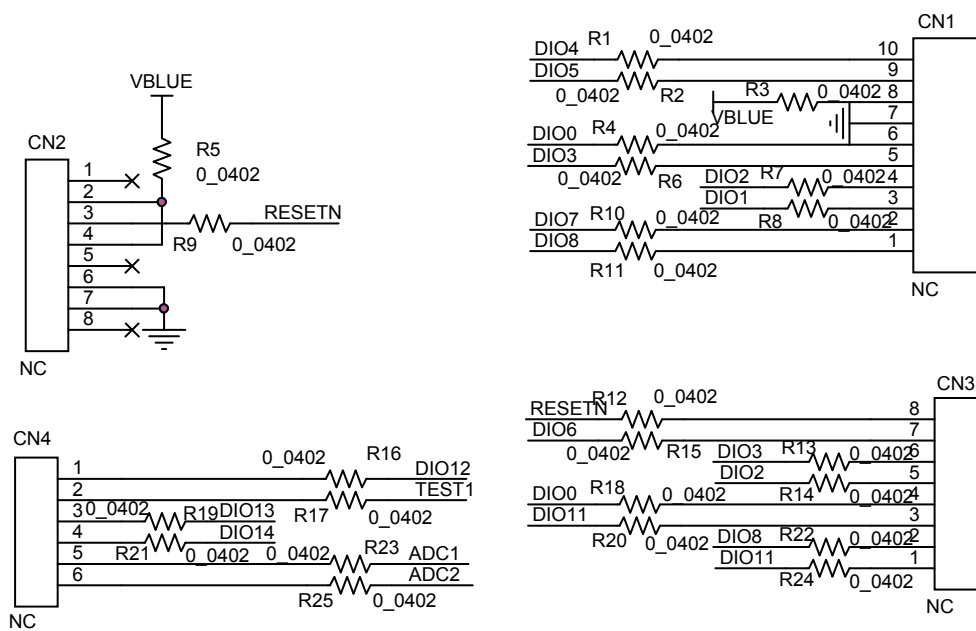 VBLUE
CN2
R5
0_0402
1
2
3
4
5
6
7
8
RESETN
R9
0_0402
NC
CN1
R1
0_0402
DIO4
10
DIO5
9
0_0402
R2
R3
0_0402
8
VBLUE
7
R4
0_0402
DIO0
6
DIO3
5
0_0402
R6
DIO2
R7
0_0402
4
DIO1
3
R8
0_0402
DIO7
R10
0_0402
2
DIO8
1
R11
0_0402
NC
CN4
R16
0_0402
1
DIO12
2
TEST1
R17
0_0402
3
0_0402
R19
DIO13
4
DIO14
R21
0_0402
0_0402
R23
5
ADC1
6
ADC2
R25
0_0402
NC
CN3
R12
0_0402
RESETN
8
DIO6
7
0_0402
R15
DIO3
R13
0_0402
6
DIO2
5
R14
0_0402
DIO0
R18
0_0402
4
DIO11
3
R20
0_0402
DIO8
R22
0_0402
2
DIO11
1
R24
0_0402
NC